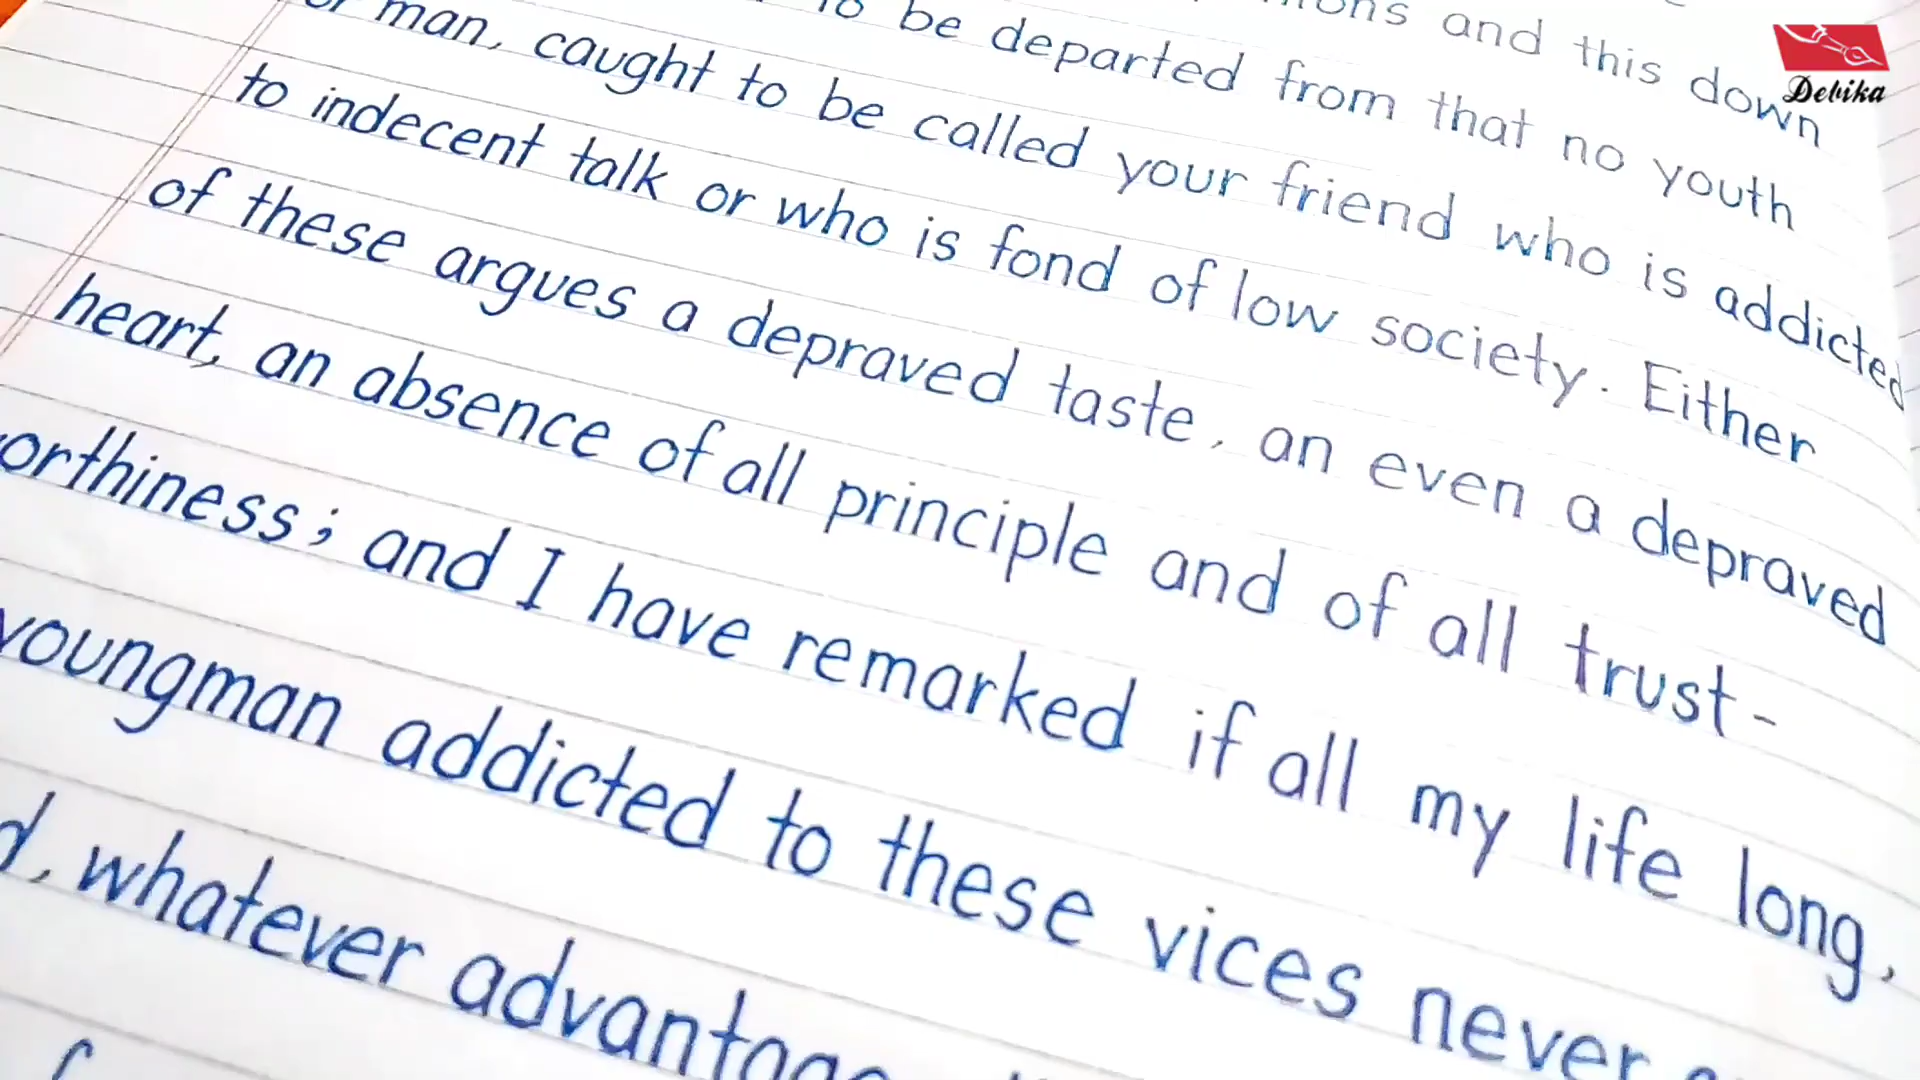 and this down
to be departed from that no youth
or man, caught to be called your friend who is addicted
to indecent talk or who is fond of low society. Either
of these argues a depraved taste, an even a depraved
heart, an absence of all principle and of all trust-
orthiness; and I have remarked if all my life long,
youngman addicted to these vices never
d, whatever
Debika